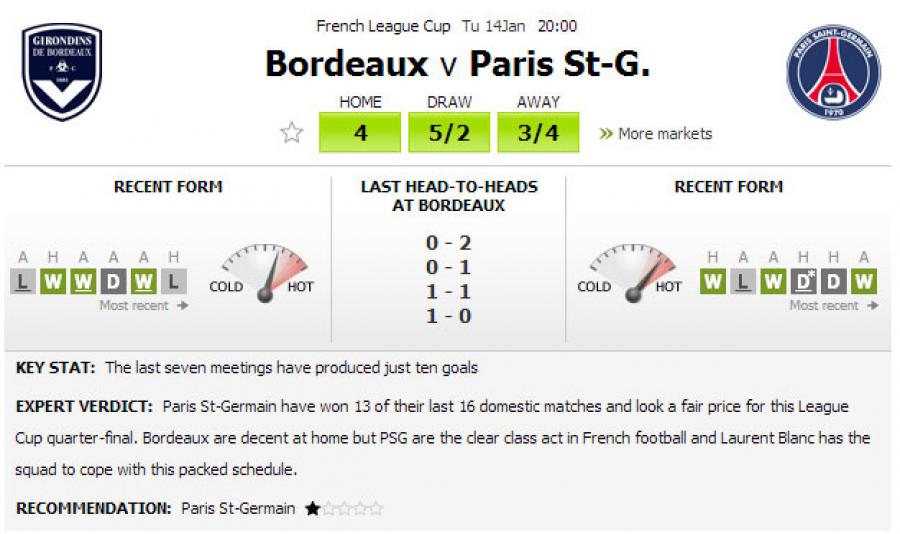 French League Cup Tu 14Jan 20:00
Bordeaux v Paris St-G.
GIRONDINS
DE BORDEAUX
F C
1881
PARIS SAINT-GERMAIN
1970
HOME DRAW AWAY
4 5/2 3/4 » More markets
RECENT FORM
A H A A A H
L W W D W L
Most recent →
COLD HOT
LAST HEAD-TO-HEADS
AT BORDEAUX
0 - 2
0 - 1
1 - 1
1 - 0
RECENT FORM
COLD HOT
H A A H H A
W L W D* D W
Most recent →
KEY STAT: The last seven meetings have produced just ten goals
EXPERT VERDICT: Paris St-Germain have won 13 of their last 16 domestic matches and look a fair price for this League
Cup quarter-final. Bordeaux are decent at home but PSG are the clear class act in French football and Laurent Blanc has the
squad to cope with this packed schedule.
RECOMMENDATION: Paris St-Germain